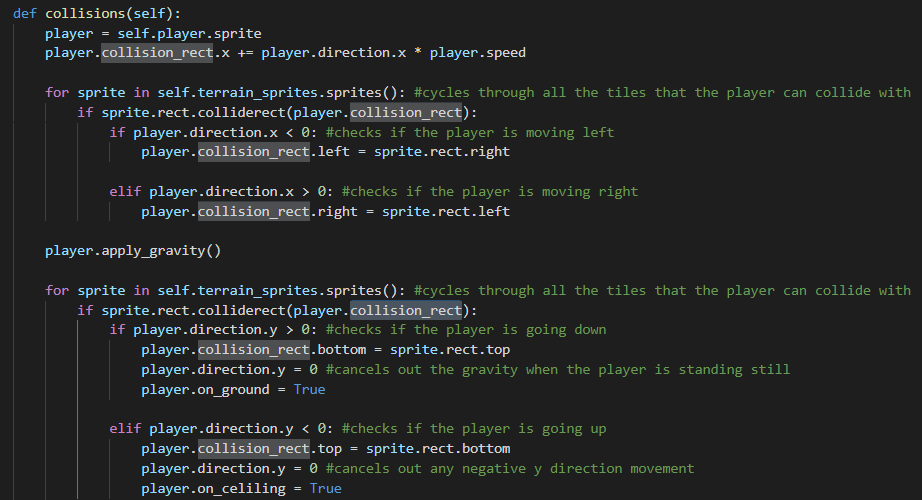 def collisions(self):
    player = self.player.sprite
    player.collision_rect.x += player.direction.x * player.speed
    for sprite in self.terrain_sprites.sprites(): #cycles through all the tiles that the player can collide with
        if sprite.rect.colliderect(player.collision_rect):
            if player.direction.x < 0: #checks if the player is moving left
                player.collision_rect.left = sprite.rect.right
            elif player.direction.x > 0: #checks if the player is moving right
                player.collision_rect.right = sprite.rect.left
    player.apply_gravity()
    for sprite in self.terrain_sprites.sprites(): #cycles through all the tiles that the player can collide with
        if sprite.rect.colliderect(player.collision_rect):
            if player.direction.y > 0: #checks if the player is going down
                player.collision_rect.bottom = sprite.rect.top
                player.direction.y = 0 #cancels out the gravity when the player is standing still
                player.on_ground = True
            elif player.direction.y < 0: #checks if the player is going up
                player.collision_rect.top = sprite.rect.bottom
                player.direction.y = 0 #cancels out any negative y direction movement
                player.on_celiling = True